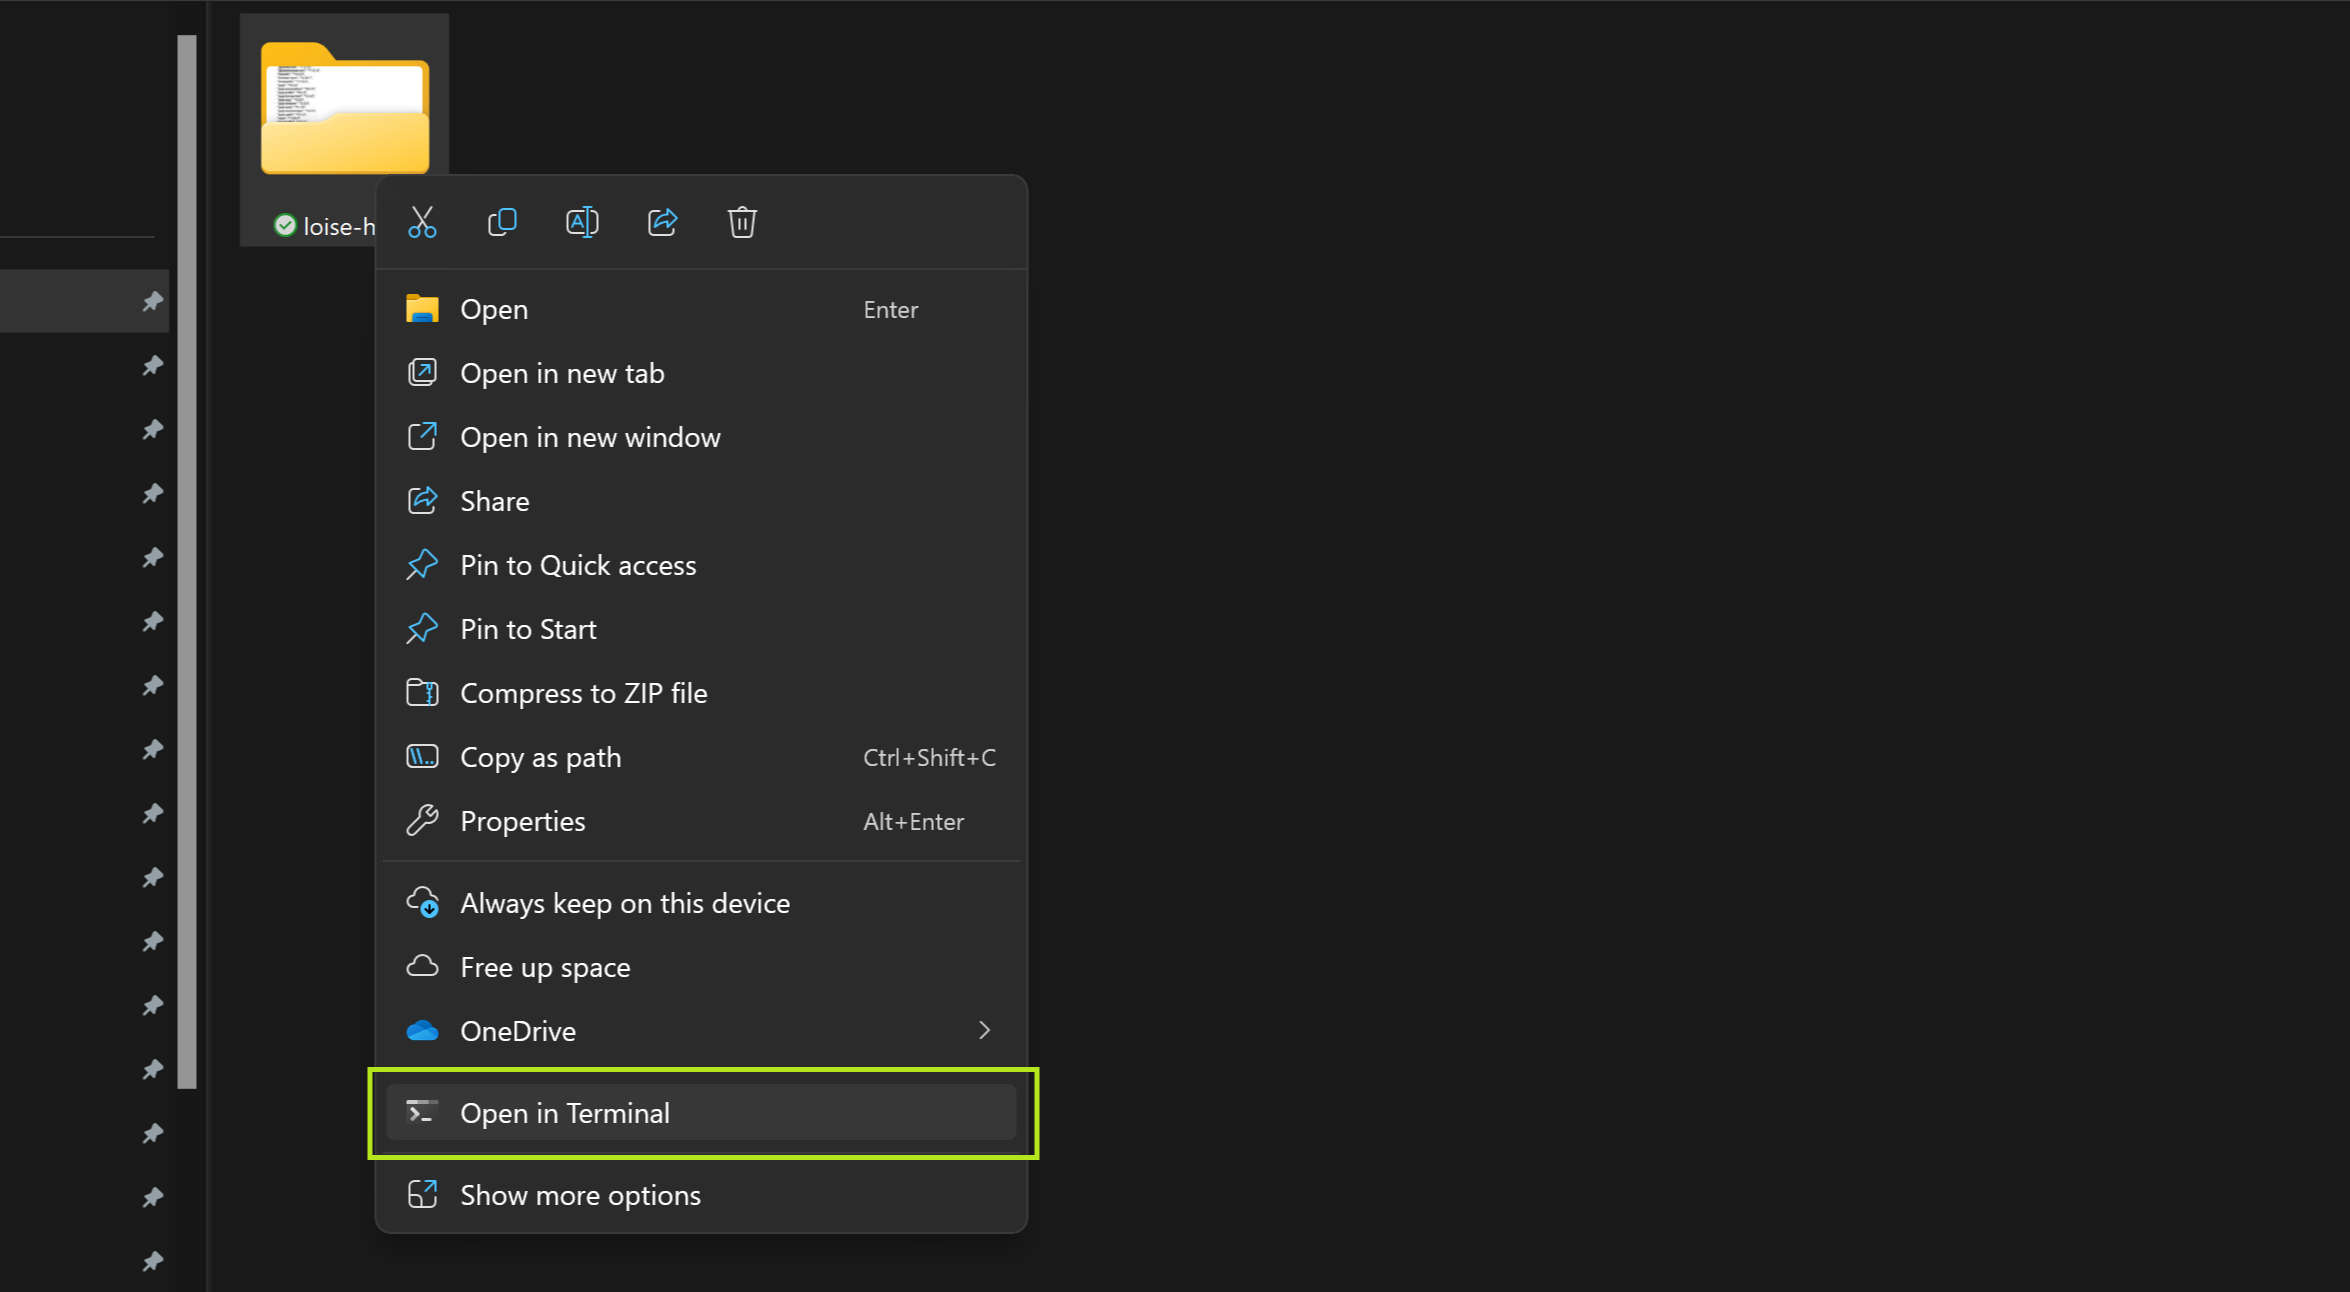 loise-h
Open Enter
Open in new tab
Open in new window
Share
Pin to Quick access
Pin to Start
Compress to ZIP file
Copy as path Ctrl+Shift+C
Properties Alt+Enter
Always keep on this device
Free up space
OneDrive
Open in Terminal
Show more options